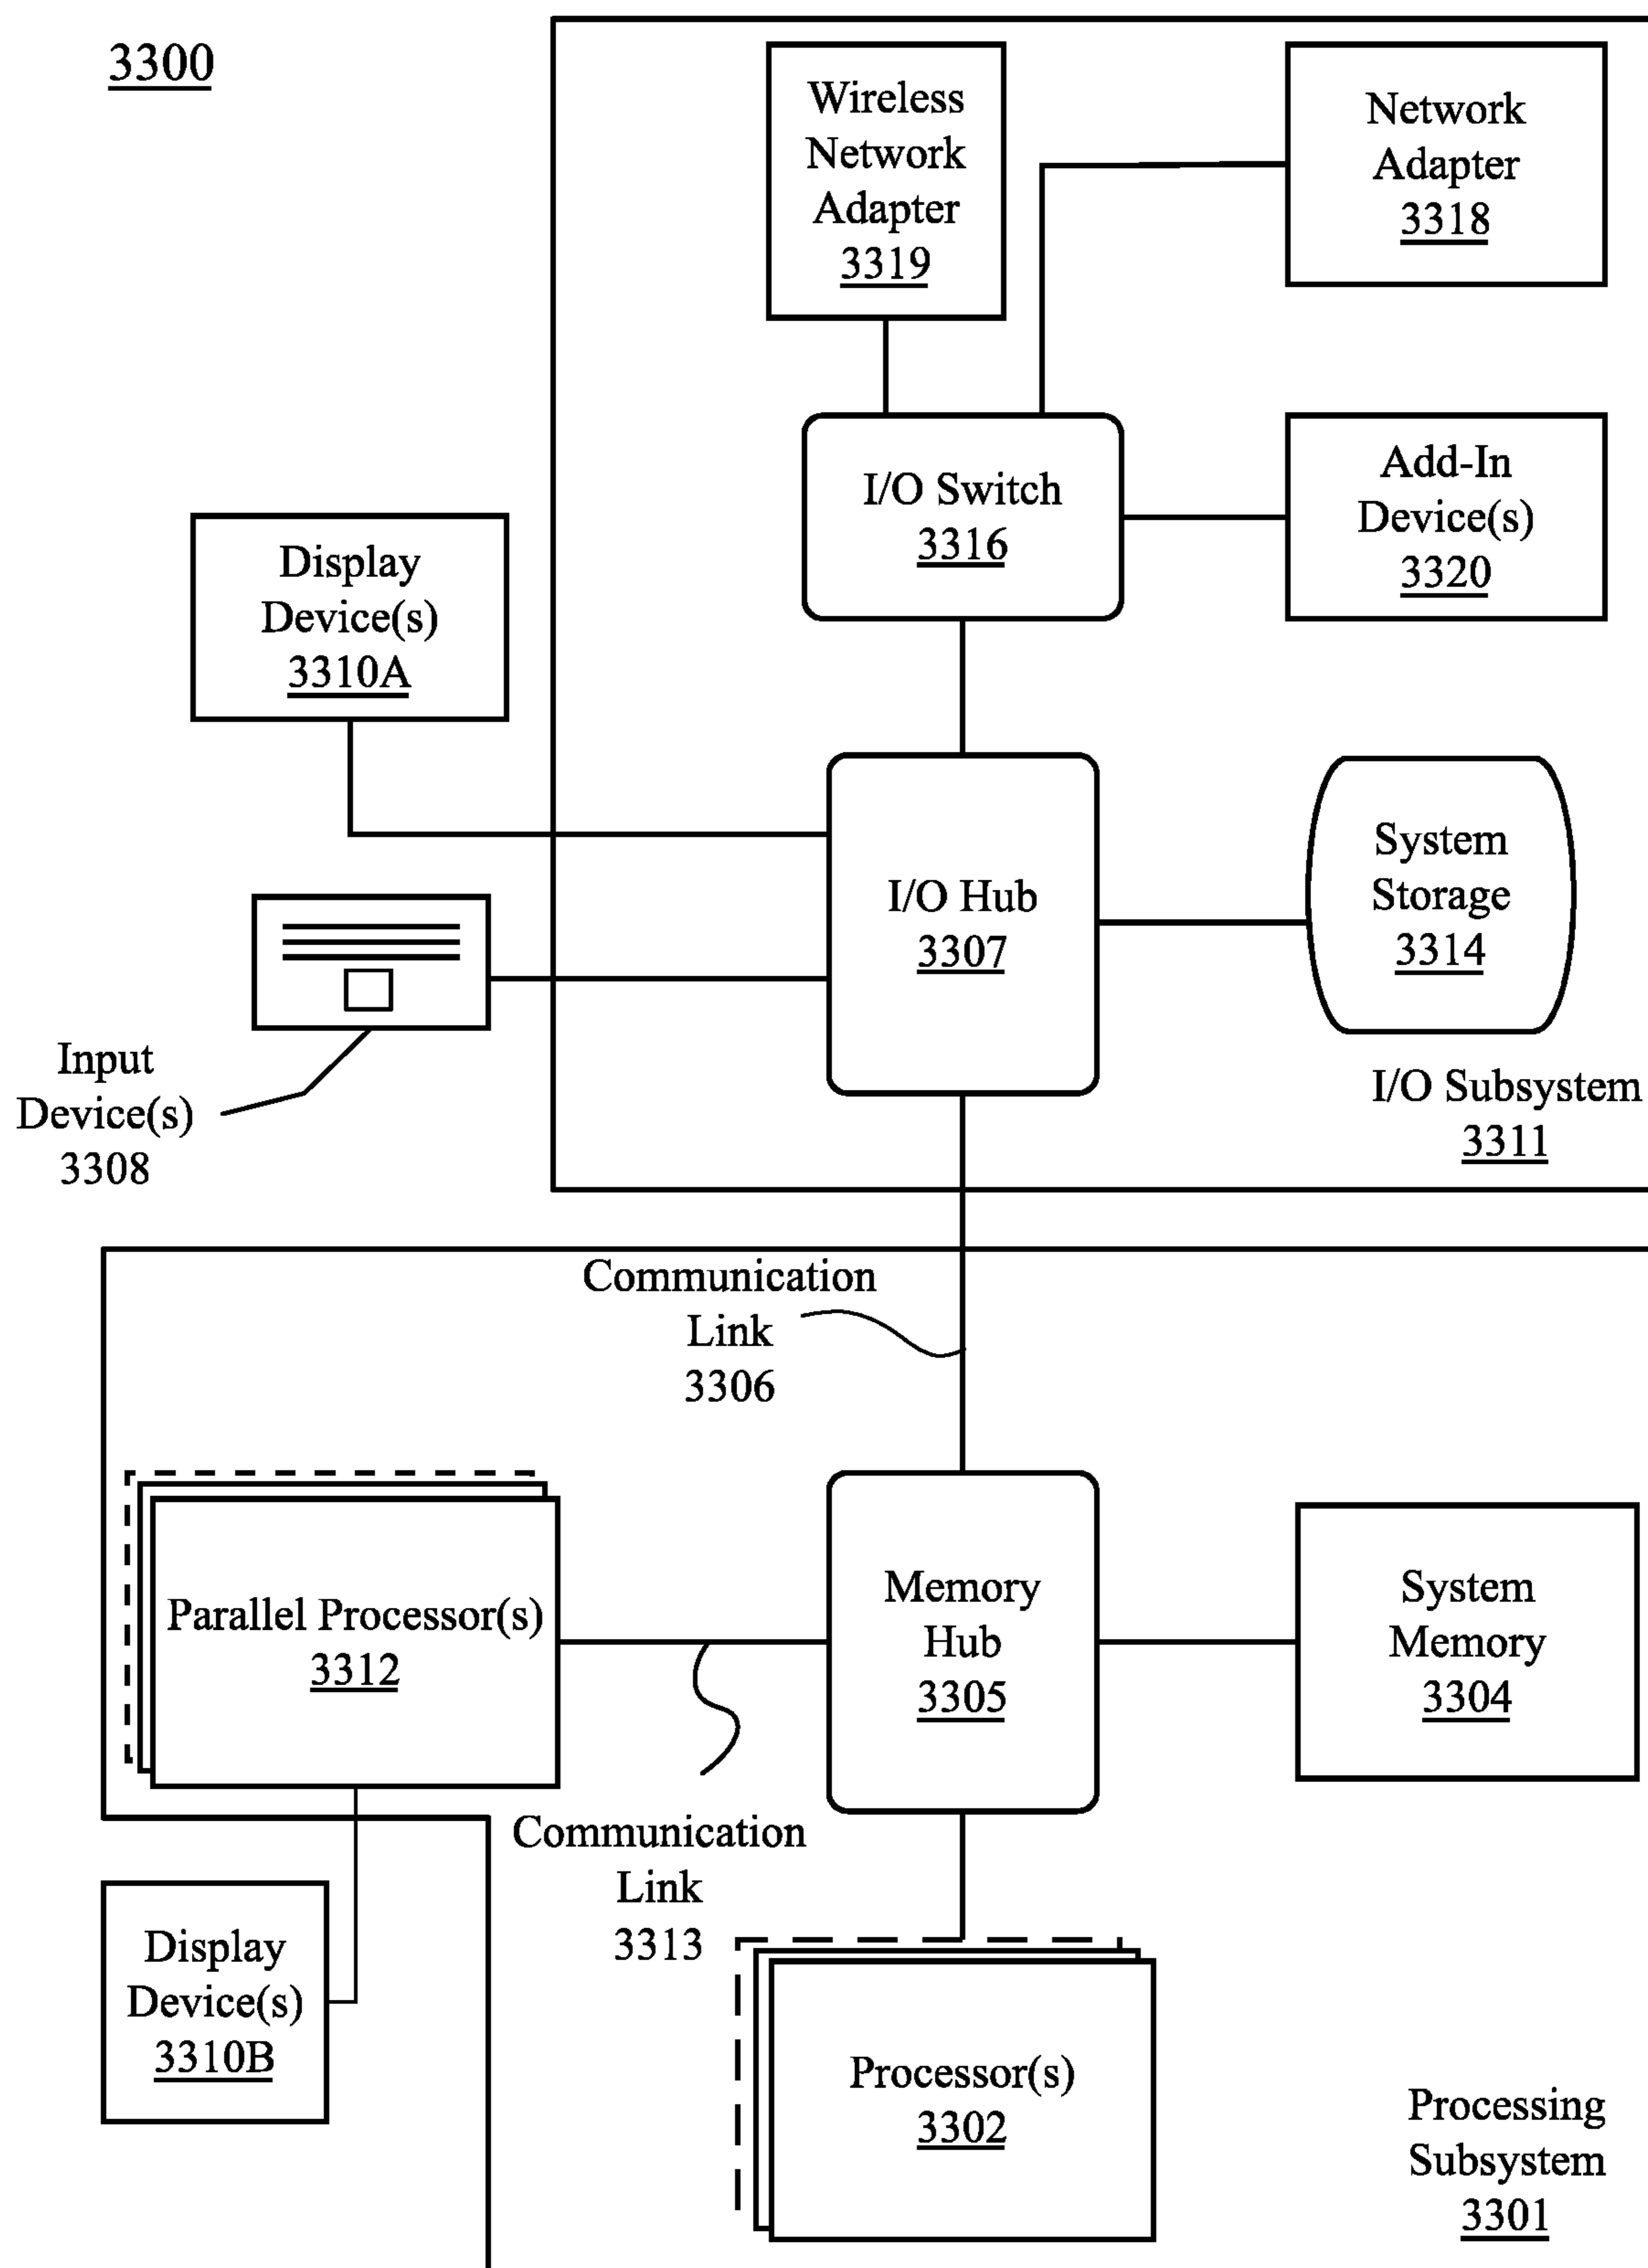 3300
Wireless
Network
Adapter
3319
Network
Adapter
3318
I/O Switch
3316
Add-In
Device(s)
3320
Display
Device(s)
3310A
I/O Hub
3307
System
Storage
3314
Input
Device(s)
3308
I/O Subsystem
3311
Communication
Link
3306
Parallel Processor(s)
3312
Memory
Hub
3305
System
Memory
3304
Communication
Link
3313
Display
Device(s)
3310B
Processor(s)
3302
Processing
Subsystem
3301